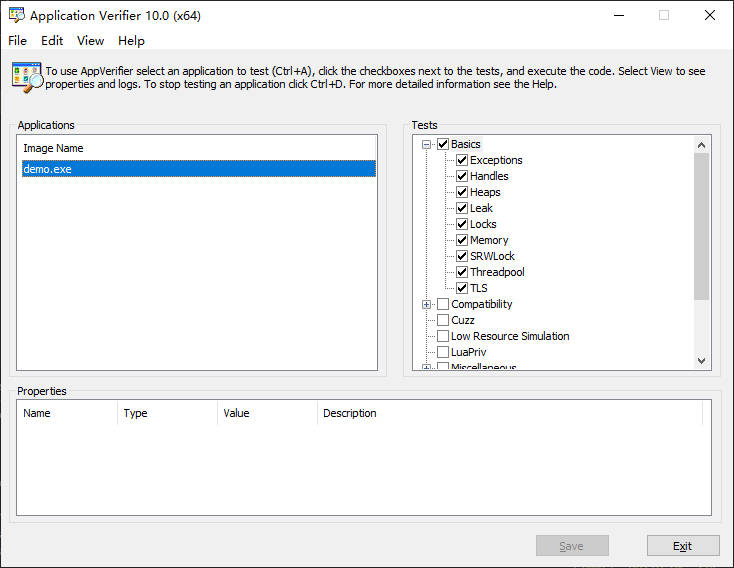 Application Verifier 10.0 (x64)
File Edit View Help
To use AppVerifier select an application to test (Ctrl+A), click the checkboxes next to the tests, and execute the code. Select View to see
properties and logs. To stop testing an application click Ctrl+D. For more detailed information see the Help.
Applications
Image Name
demo.exe
Tests
Basics
Exceptions
Handles
Heaps
Leak
Locks
Memory
SRWLock
Threadpool
TLS
Compatibility
Cuzz
Low Resource Simulation
LuaPriv
Miscellaneous
Properties
Name Type Value Description
Save Exit